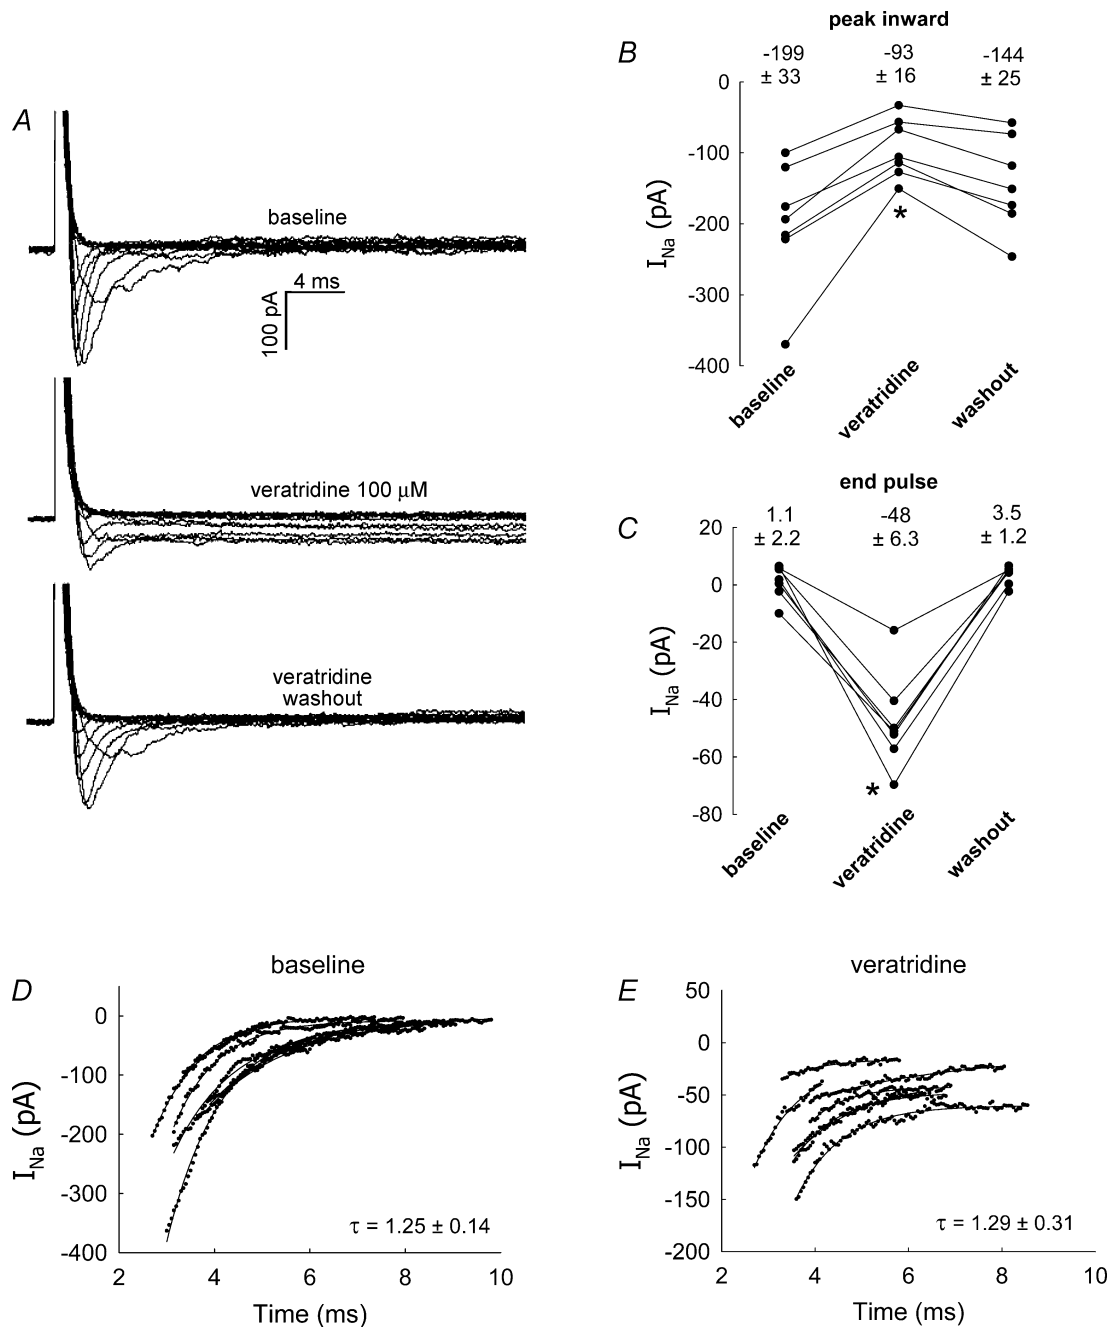 A
baseline
4 ms
100 pA
veratridine 100 μM
veratridine
washout
B
peak inward
-199
± 33
-93
± 16
-144
± 25
0
-100
-200
-300
-400
I Na (pA)
*
baseline
veratridine
washout
C
end pulse
1.1
± 2.2
-48
± 6.3
3.5
± 1.2
20
0
-20
-40
-60
-80
I Na (pA)
*
baseline
veratridine
washout
D
baseline
0
-100
-200
-300
-400
I Na (pA)
τ = 1.25 ± 0.14
2 4 6 8 10
Time (ms)
E
veratridine
50
0
-50
-100
-150
-200
I Na (pA)
τ = 1.29 ± 0.31
2 4 6 8 10
Time (ms)